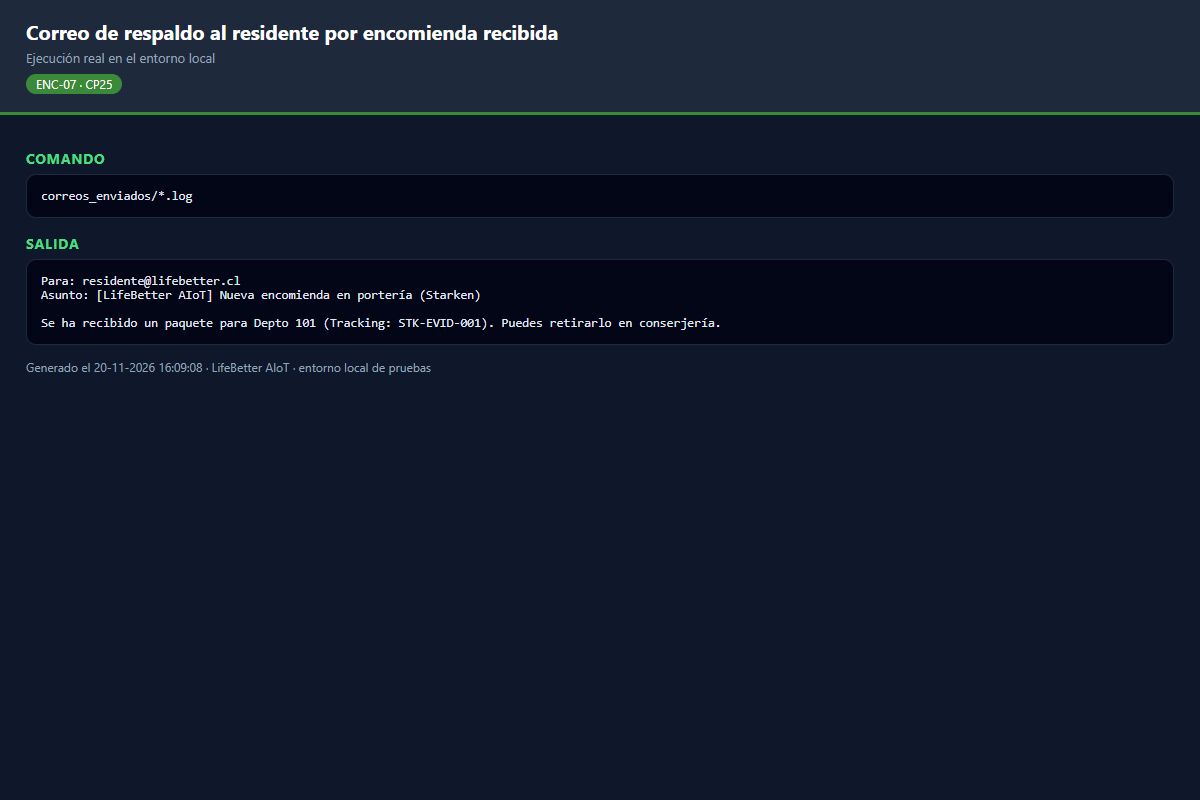 Correo de respaldo al residente por encomienda recibida
Ejecución real en el entorno local
ENC-07 · CP25
COMANDO
correos_enviados/*.log
SALIDA
Para: residente@lifebetter.cl
Asunto: [LifeBetter AIoT] Nueva encomienda en portería (Starken)
Se ha recibido un paquete para Depto 101 (Tracking: STK-EVID-001). Puedes retirarlo en conserjería.
Generado el 20-11-2026 16:09:08 · LifeBetter AIoT · entorno local de pruebas